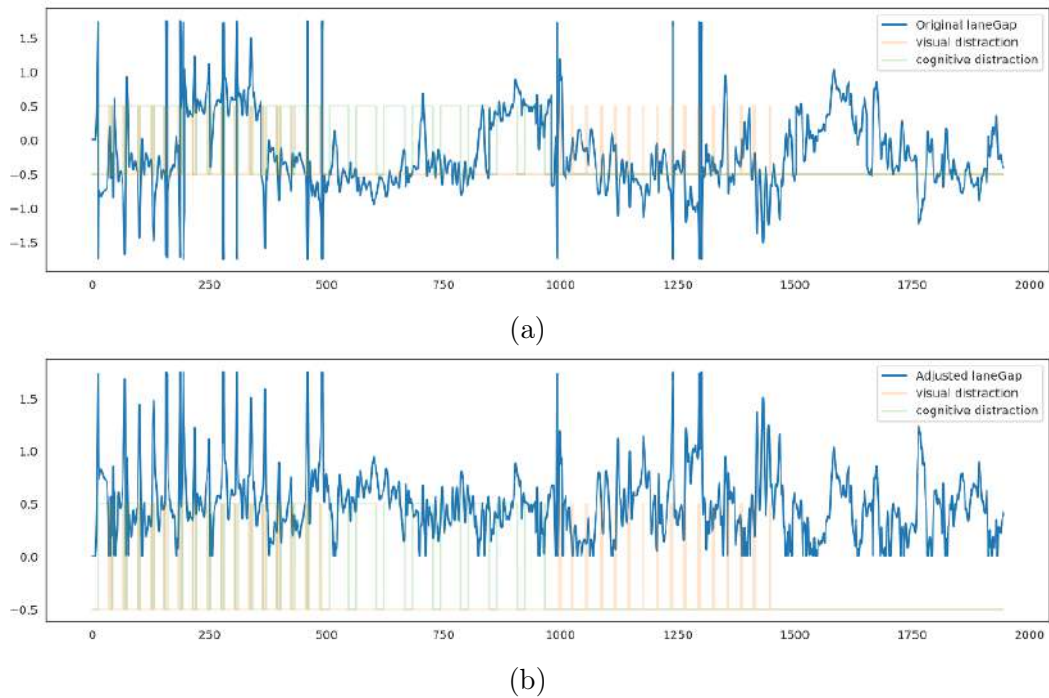 1.5
1.0
0.5
0.0
−0.5
−1.0
−1.5
Original laneGap
visual distraction
cognitive distraction
0 250 500 750 1000 1250 1500 1750 2000
(a)
1.5
1.0
0.5
0.0
−0.5
Adjusted laneGap
visual distraction
cognitive distraction
0 250 500 750 1000 1250 1500 1750 2000
(b)